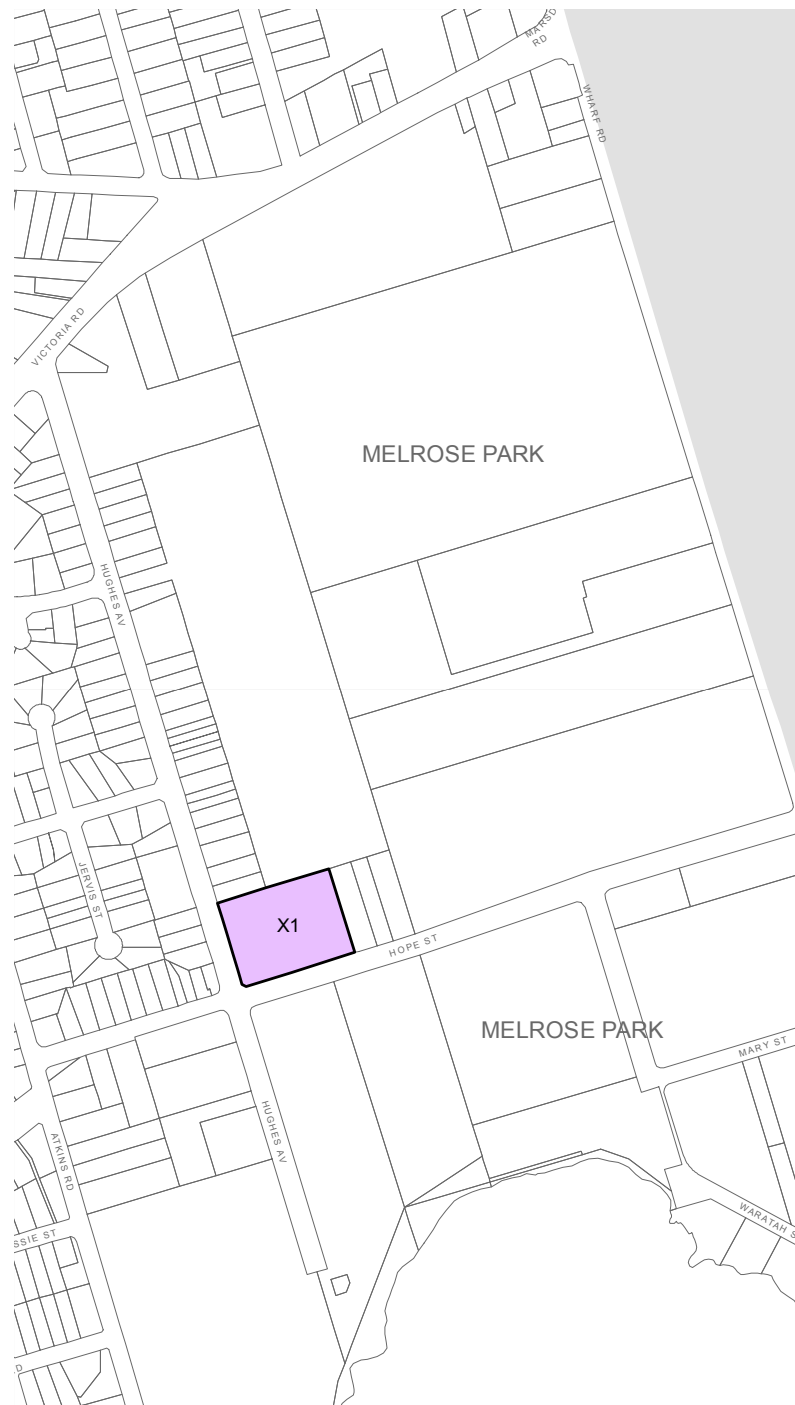 MARSD
RD
WHARF RD
VICTORIA RD
MELROSE PARK
HUGHES AV
JERVIS ST
X1
HOPE ST
MELROSE PARK
MARY ST
HUGHES AV
ATKINS RD
WARATAH S
SSIE ST
D